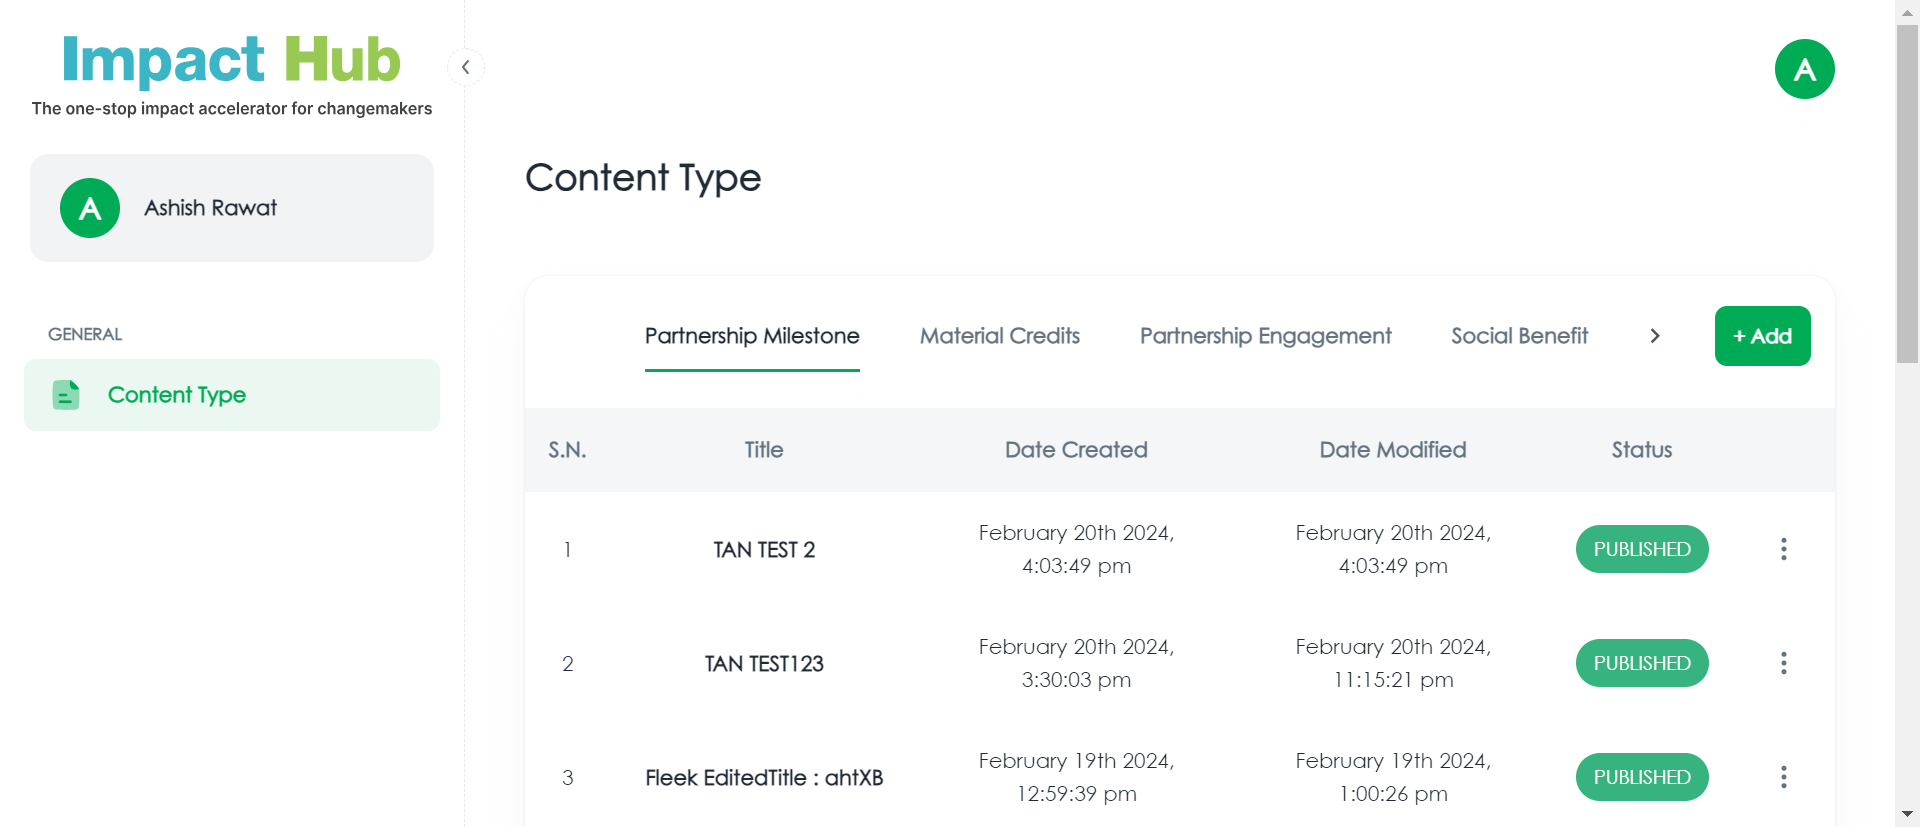 Impact Hub
The one-stop impact accelerator for changemakers
A
A
Ashish Rawat
GENERAL
Content Type
Content Type
Partnership Milestone Material Credits Partnership Engagement Social Benefit + Add
S.N. Title Date Created Date Modified Status
1 TAN TEST 2 February 20th 2024, 4:03:49 pm February 20th 2024, 4:03:49 pm PUBLISHED
2 TAN TEST123 February 20th 2024, 3:30:03 pm February 20th 2024, 11:15:21 pm PUBLISHED
3 Fleek EditedTitle : ahtXB February 19th 2024, 12:59:39 pm February 19th 2024, 1:00:26 pm PUBLISHED